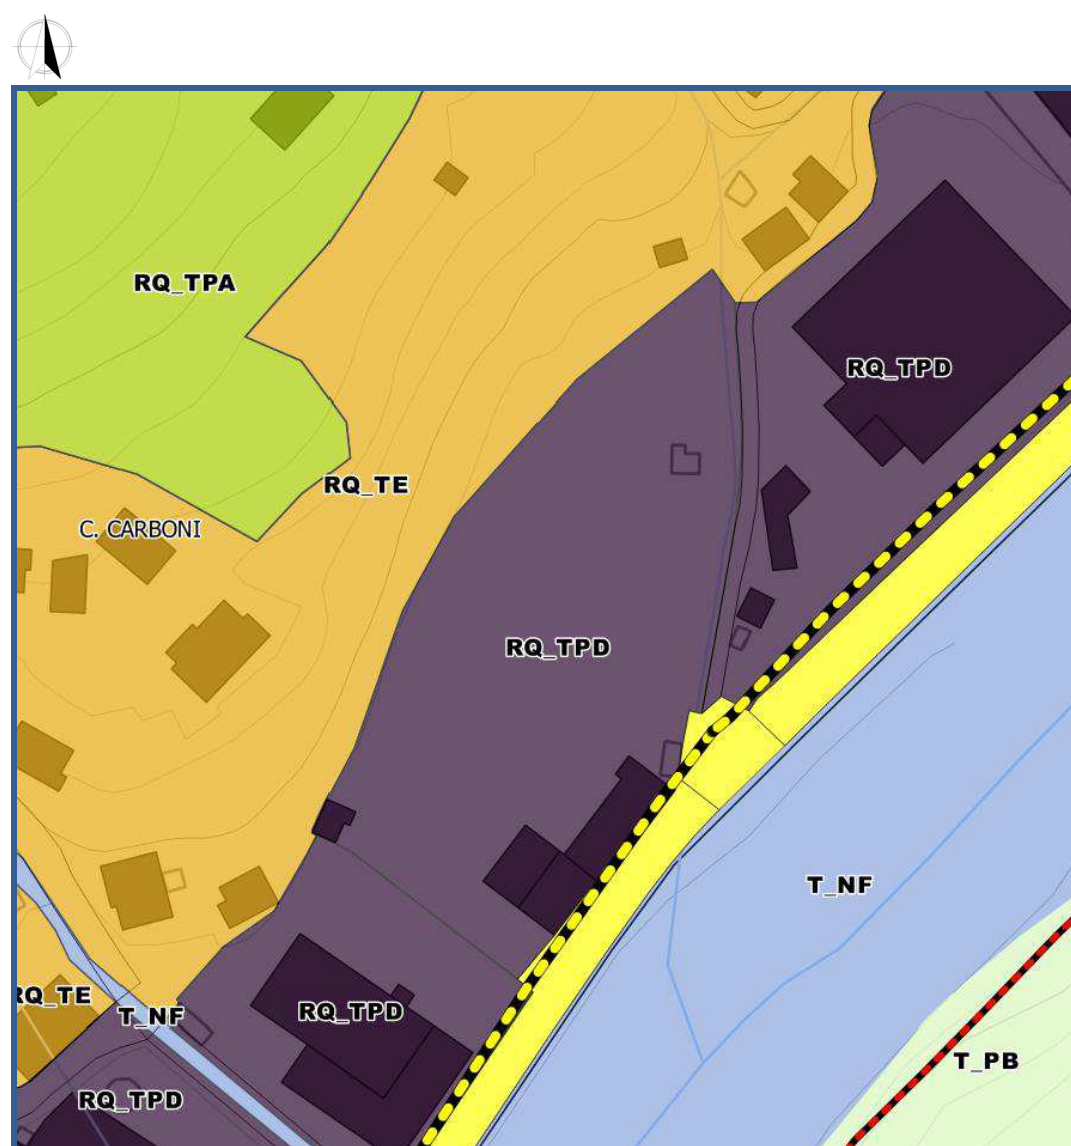 RQ_TPA
RQ_TPD
RQ_TE
C. CARBONI
RQ_TPD
T_NF
RQ_TE
T_NF
RQ_TPD
T_PB
RQ_TPD